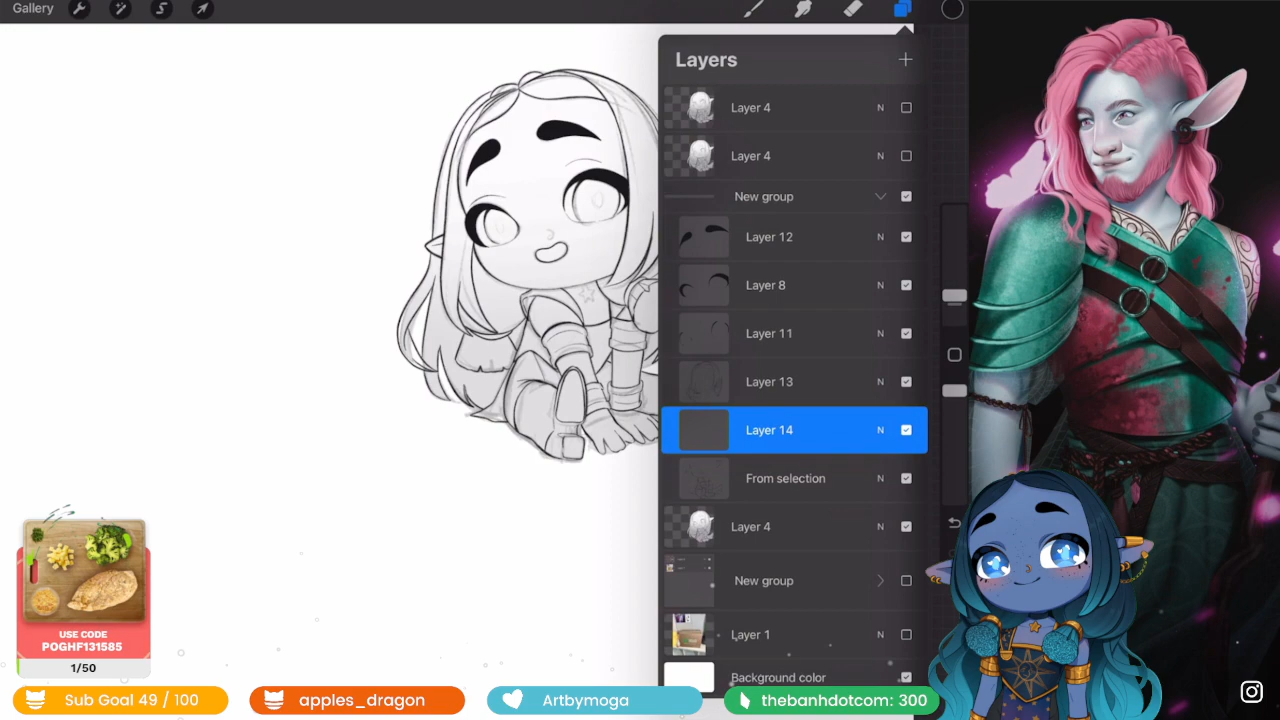 Gallery
Layers
Layer 4 N
Layer 4 N
New group
Layer 12 N
Layer 8 N
Layer 11 N
Layer 13 N
Layer 14 N
From selection N
Layer 4 N
New group
Layer 1 N
Background color
USE CODE
POGHF131585
1/50
Sub Goal 49 / 100
apples_dragon
Artbymoga
thebanhdotcom: 300